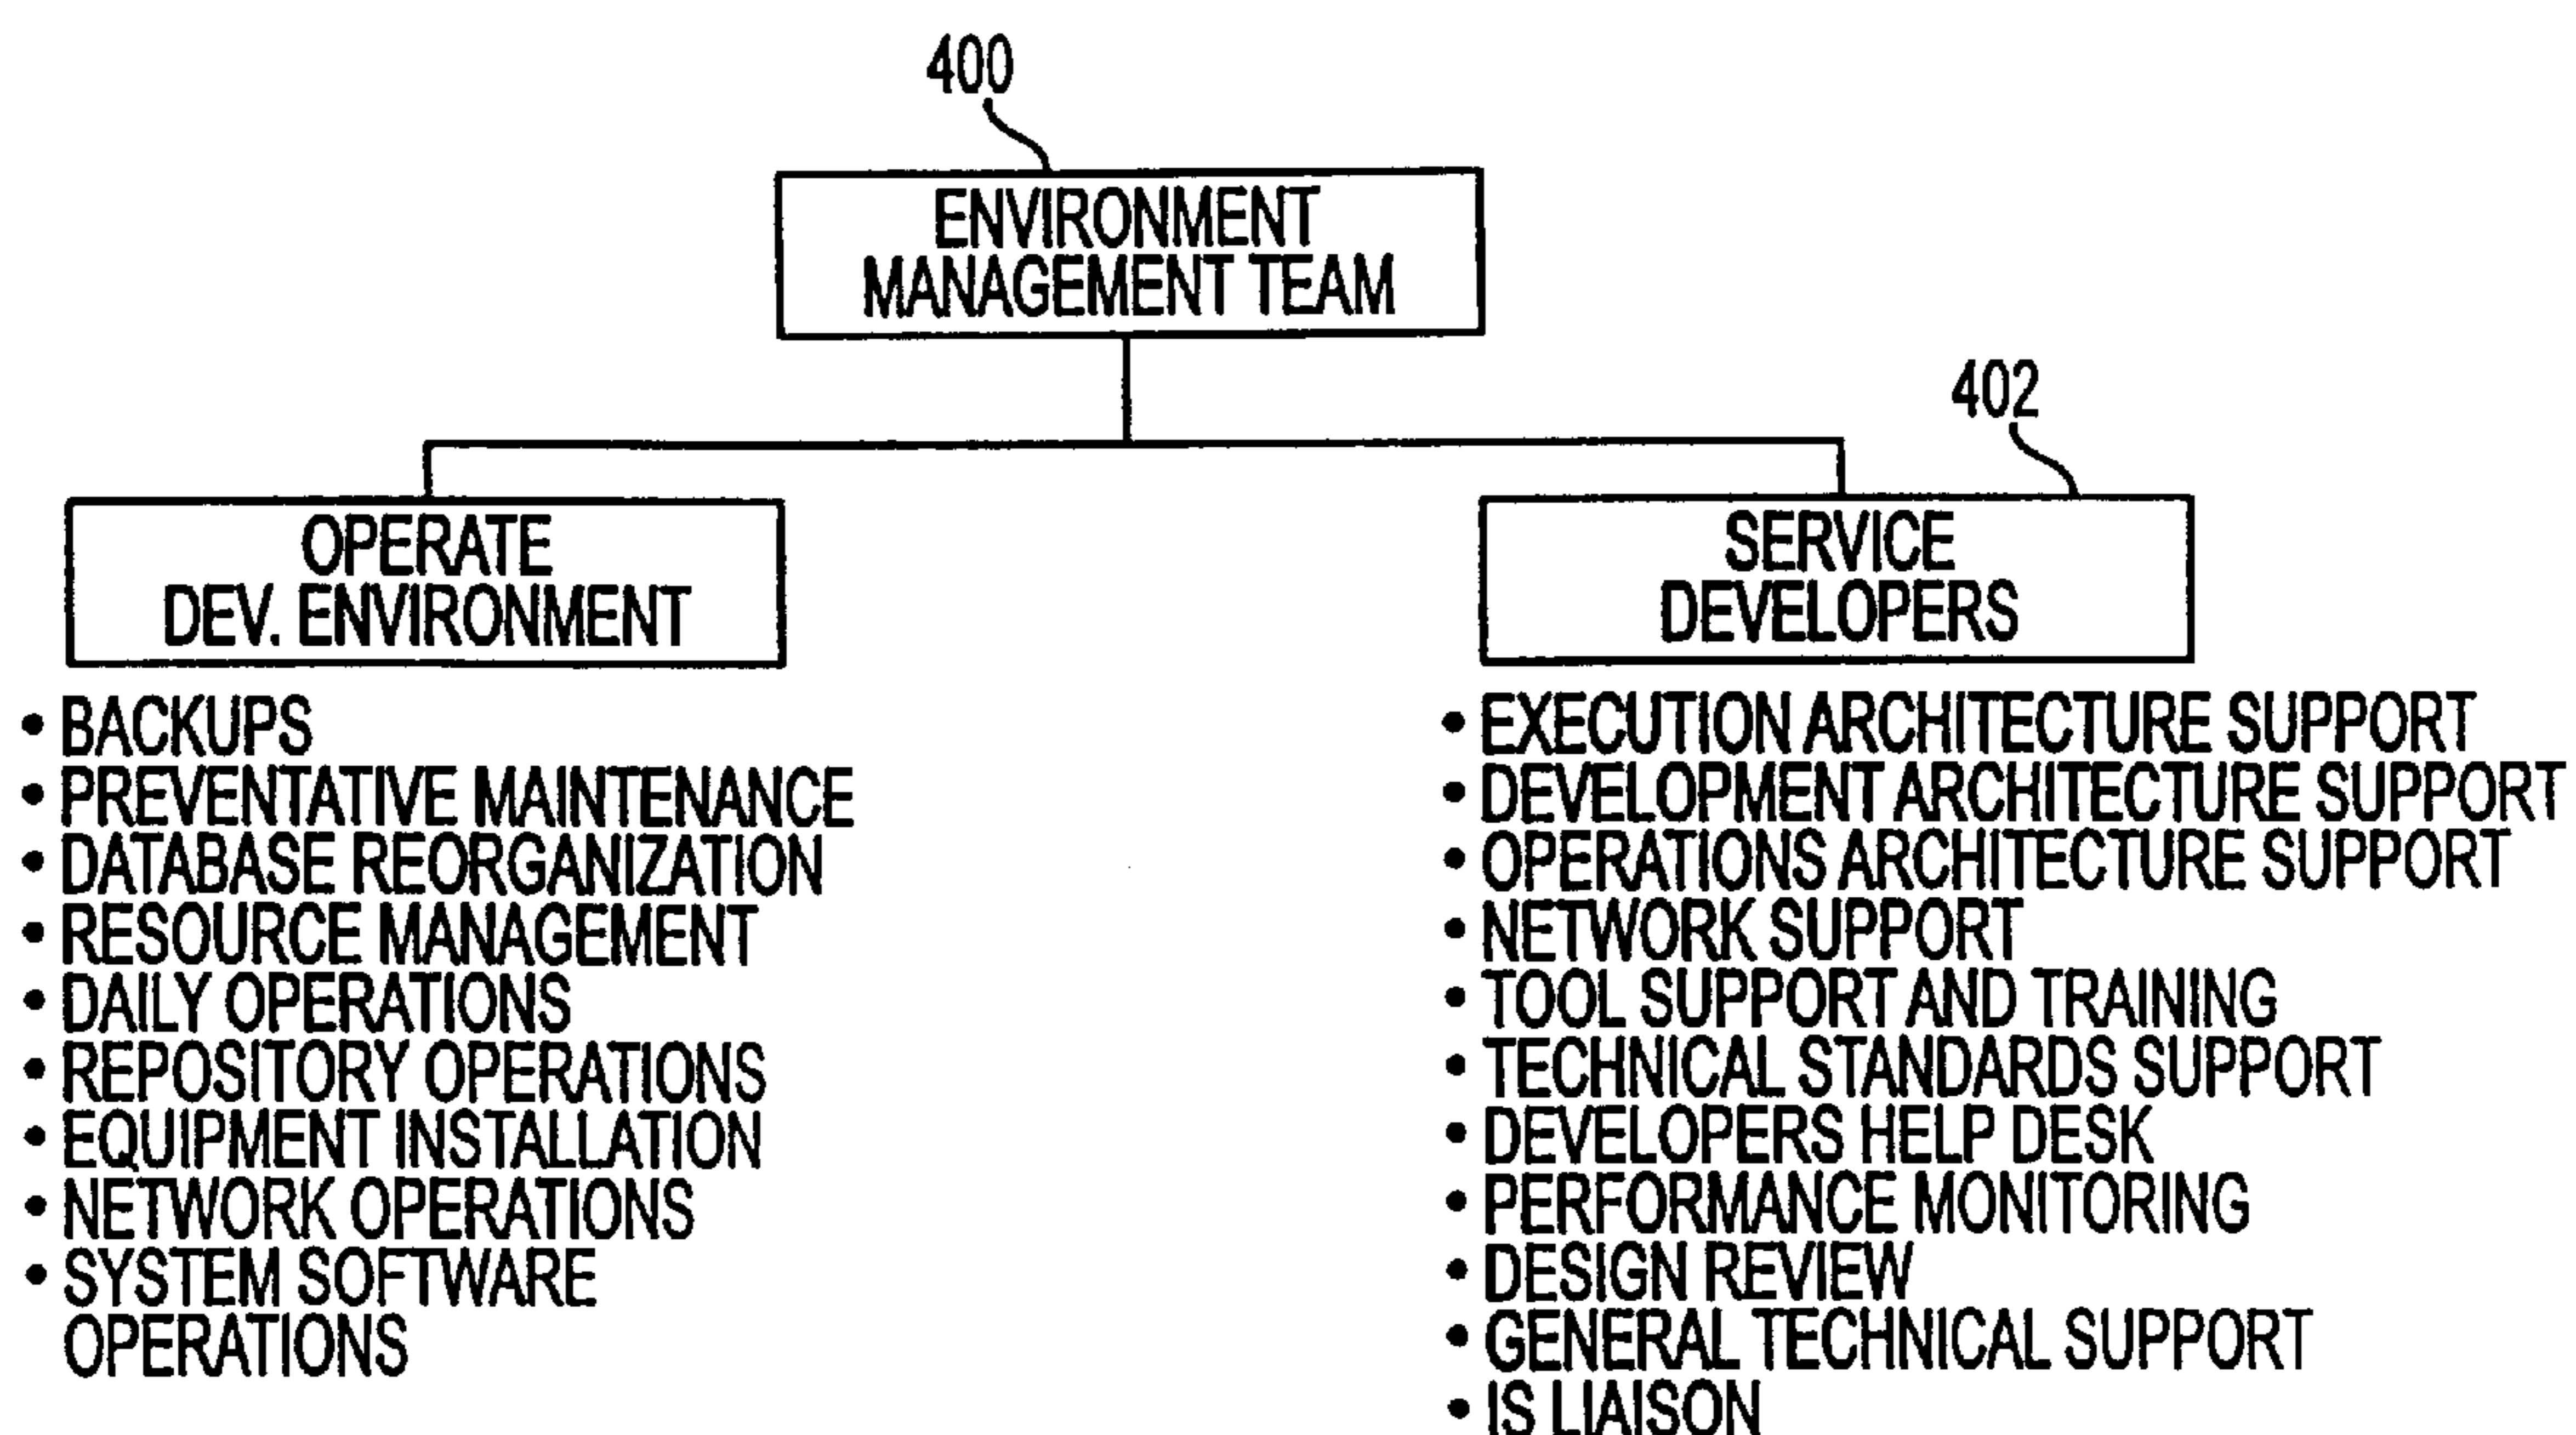 400
ENVIRONMENT
MANAGEMENT TEAM
402
OPERATE
DEV. ENVIRONMENT
• BACKUPS
• PREVENTATIVE MAINTENANCE
• DATABASE REORGANIZATION
• RESOURCE MANAGEMENT
• DAILY OPERATIONS
• REPOSITORY OPERATIONS
• EQUIPMENT INSTALLATION
• NETWORK OPERATIONS
• SYSTEM SOFTWARE
OPERATIONS
SERVICE
DEVELOPERS
• EXECUTION ARCHITECTURE SUPPORT
• DEVELOPMENT ARCHITECTURE SUPPORT
• OPERATIONS ARCHITECTURE SUPPORT
• NETWORK SUPPORT
• TOOL SUPPORT AND TRAINING
• TECHNICAL STANDARDS SUPPORT
• DEVELOPERS HELP DESK
• PERFORMANCE MONITORING
• DESIGN REVIEW
• GENERAL TECHNICAL SUPPORT
• IS LIAISON